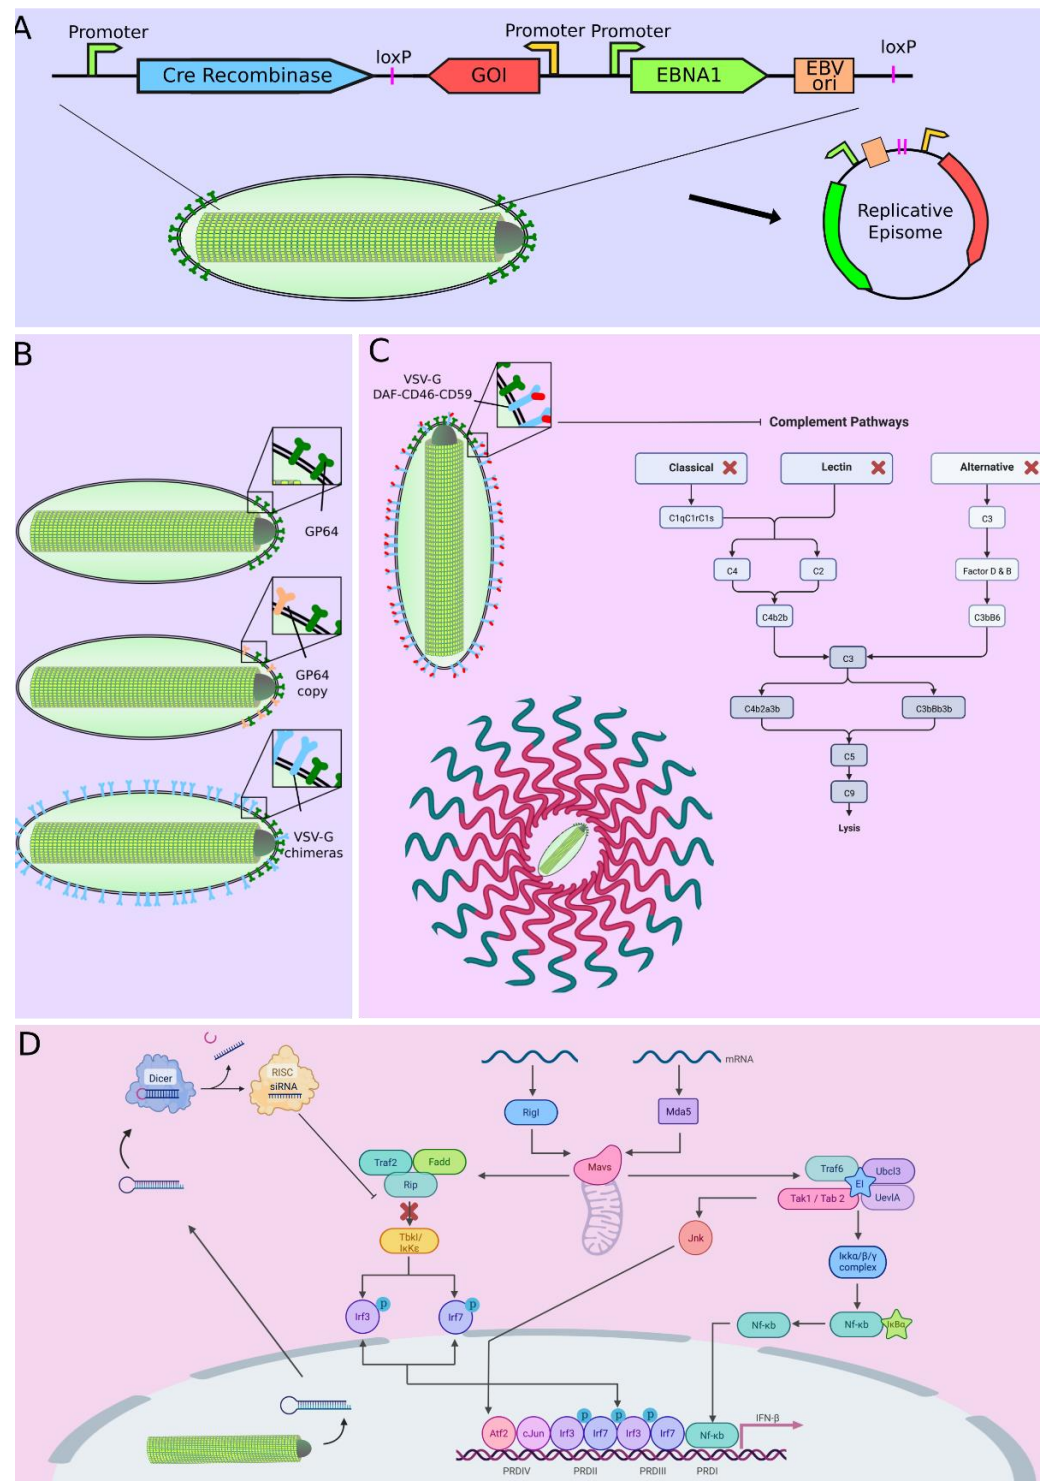 A
Promoter
loxP
Promoter
Promoter
loxP
Cre Recombinase
GOI
EBNA1
EBV
ori
Replicative
Episome
B
GP64
GP64
copy
VSV-G
chimeras
C
VSV-G
DAF-CD46-CD59
Complement Pathways
Classical
Lectin
Alternative
C1qC1rC1s
C3
C4
C2
Factor D & B
C4b2b
C3bB6
C3
C4b2a3b
C3bBb3b
C5
C9
Lysis
D
Dicer
RISC
siRNA
mRNA
RigI
Mda5
Traf2
Fadd
Rip
Mavs
Traf6
Ubcl3
EI
Tak1 / Tab 2
UevlA
TbkI/
IκKε
Jnk
Iκkα/β/γ
complex
Irf3
p
Irf7
p
Nf-κb
Nf-κb
IκBα
IFN-β
Atf2
cJun
Irf3
p
Irf7
p
Irf3
p
Irf7
Nf-κb
PRDIV
PRDII
PRDIII
PRDI